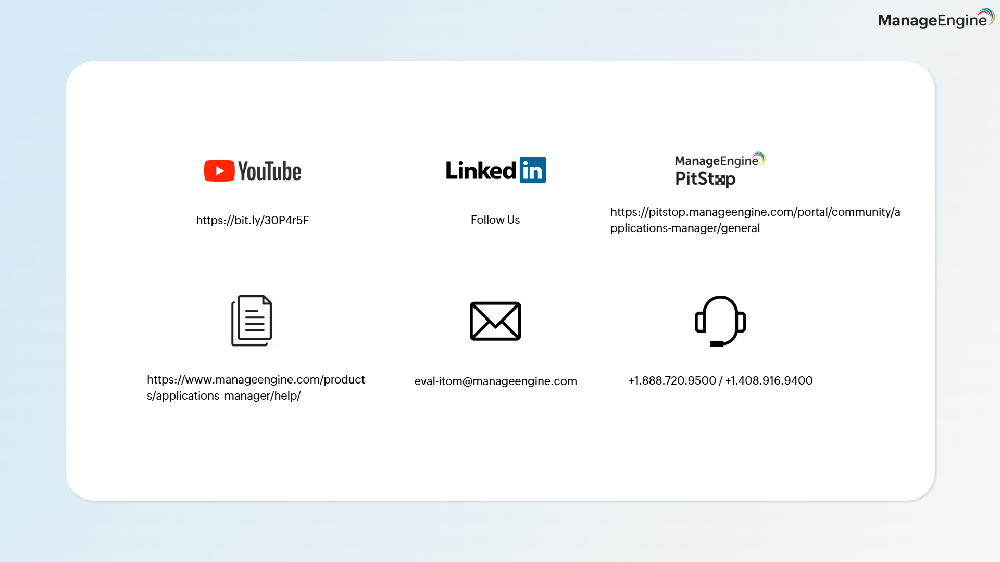 ManageEngine
YouTube
Linked in
ManageEngine
PitStop
https://bit.ly/30P4r5F
Follow Us
https://pitstop.manageengine.com/portal/community/a
pplications-manager/general
https://www.manageengine.com/product
s/applications_manager/help/
eval-itom@manageengine.com
+1.888.720.9500 / +1.408.916.9400